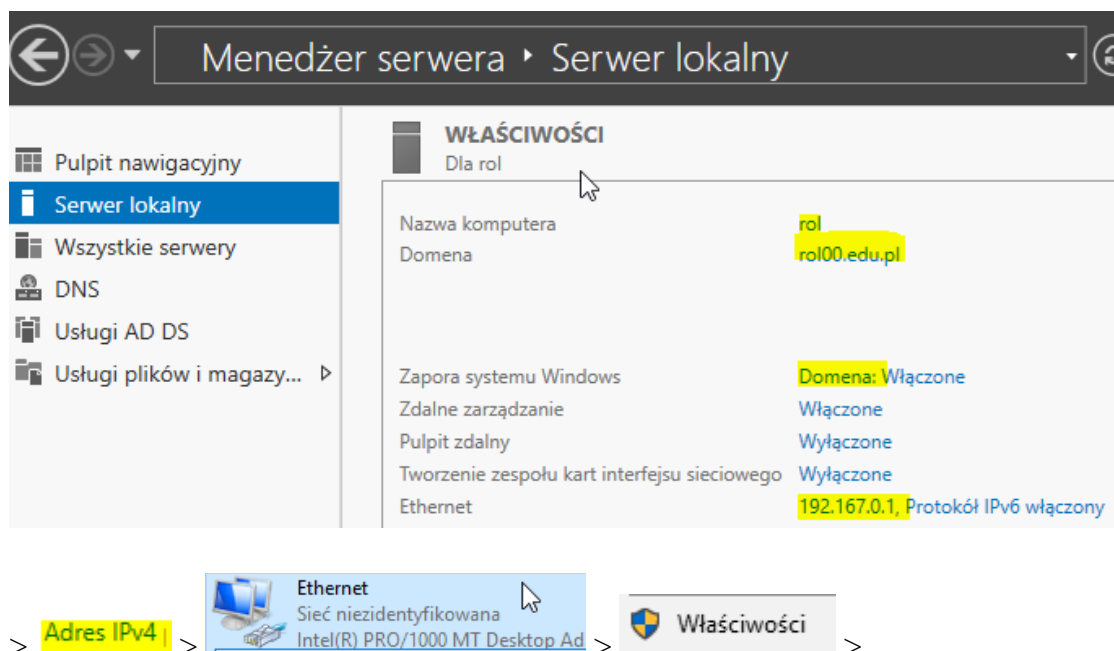 Menedżer serwera ‣ Serwer lokalny
Pulpit nawigacyjny
Serwer lokalny
Wszystkie serwery
DNS
Usługi AD DS
Usługi plików i magazy...
WŁAŚCIWOŚCI
Dla rol
Nazwa komputera rol
Domena rol00.edu.pl
Zapora systemu Windows Domena: Włączone
Zdalne zarządzanie Włączone
Pulpit zdalny Wyłączone
Tworzenie zespołu kart interfejsu sieciowego Wyłączone
Ethernet 192.167.0.1, Protokół IPv6 włączony
> Adres IPv4 >
Ethernet
Sieć niezidentyfikowana
Intel(R) PRO/1000 MT Desktop Ad
> Właściwości >